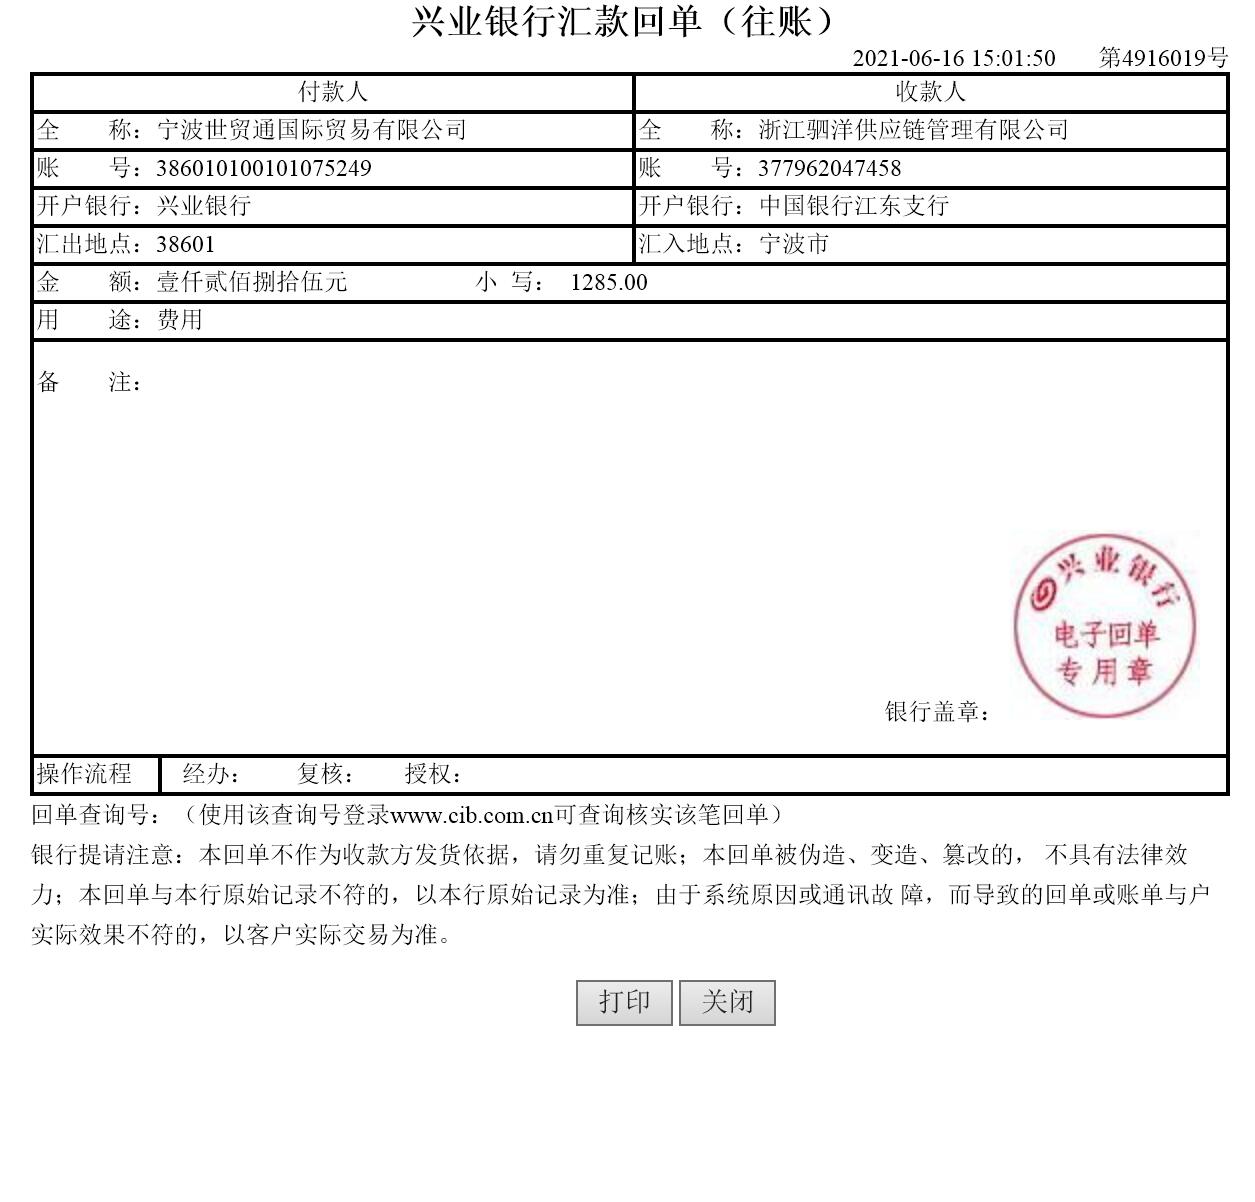 兴业银行汇款回单（往账）
2021-06-16 15:01:50 第4916019号
付款人 收款人
全 称：宁波世贸通国际贸易有限公司 全 称：浙江驷洋供应链管理有限公司
账 号：386010100101075249 账 号：377962047458
开户银行：兴业银行 开户银行：中国银行江东支行
汇出地点：38601 汇入地点：宁波市
金 额：壹仟贰佰捌拾伍元 小 写： 1285.00
用 途：费用
备 注：
兴业银行
电子回单
专用章
银行盖章：
操作流程 经办： 复核： 授权：
回单查询号：（使用该查询号登录www.cib.com.cn可查询核实该笔回单）
银行提请注意：本回单不作为收款方发货依据，请勿重复记账；本回单被伪造、变造、篡改的， 不具有法律效
力；本回单与本行原始记录不符的，以本行原始记录为准；由于系统原因或通讯故 障，而导致的回单或账单与户
实际效果不符的，以客户实际交易为准。
打印 关闭